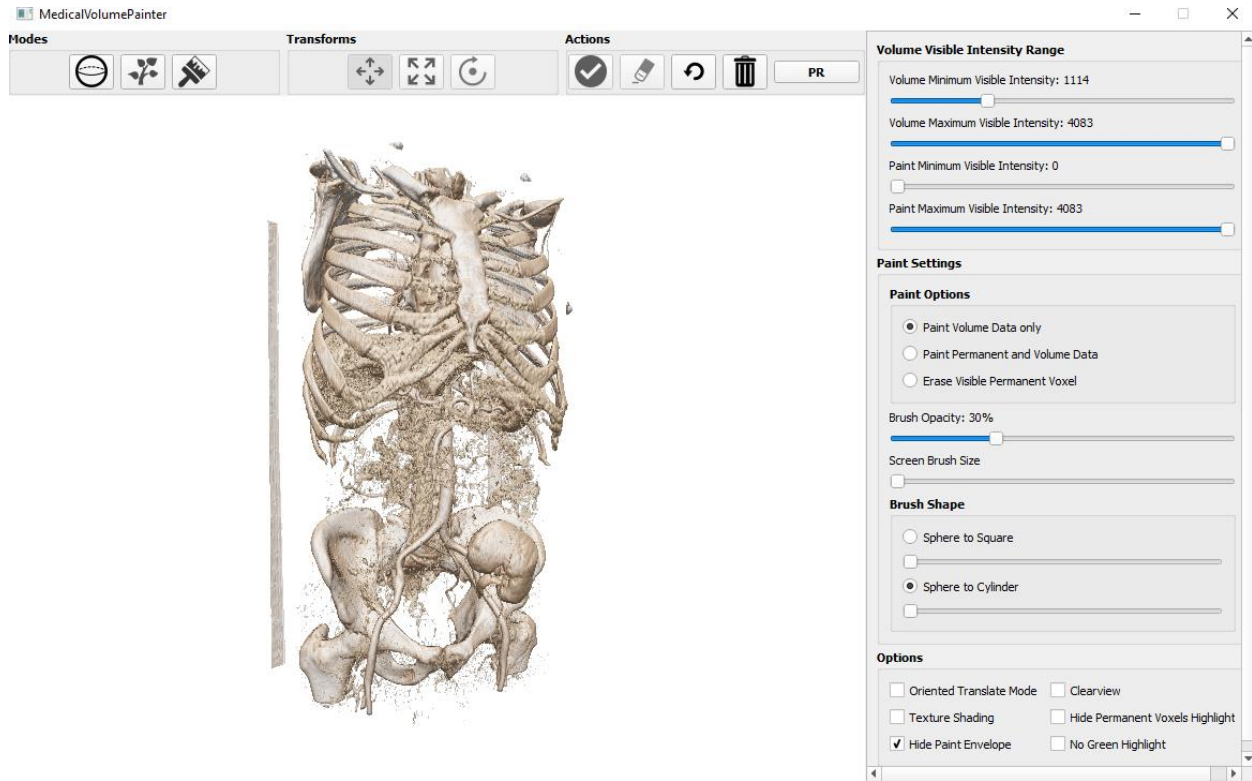 MedicalVolumePainter
Modes
Transforms
Actions
PR
Volume Visible Intensity Range
Volume Minimum Visible Intensity: 1114
Volume Maximum Visible Intensity: 4083
Paint Minimum Visible Intensity: 0
Paint Maximum Visible Intensity: 4083
Paint Settings
Paint Options
Paint Volume Data only
Paint Permanent and Volume Data
Erase Visible Permanent Voxel
Brush Opacity: 30%
Screen Brush Size
Brush Shape
Sphere to Square
Sphere to Cylinder
Options
Oriented Translate Mode
Clearview
Texture Shading
Hide Permanent Voxels Highlight
Hide Paint Envelope
No Green Highlight